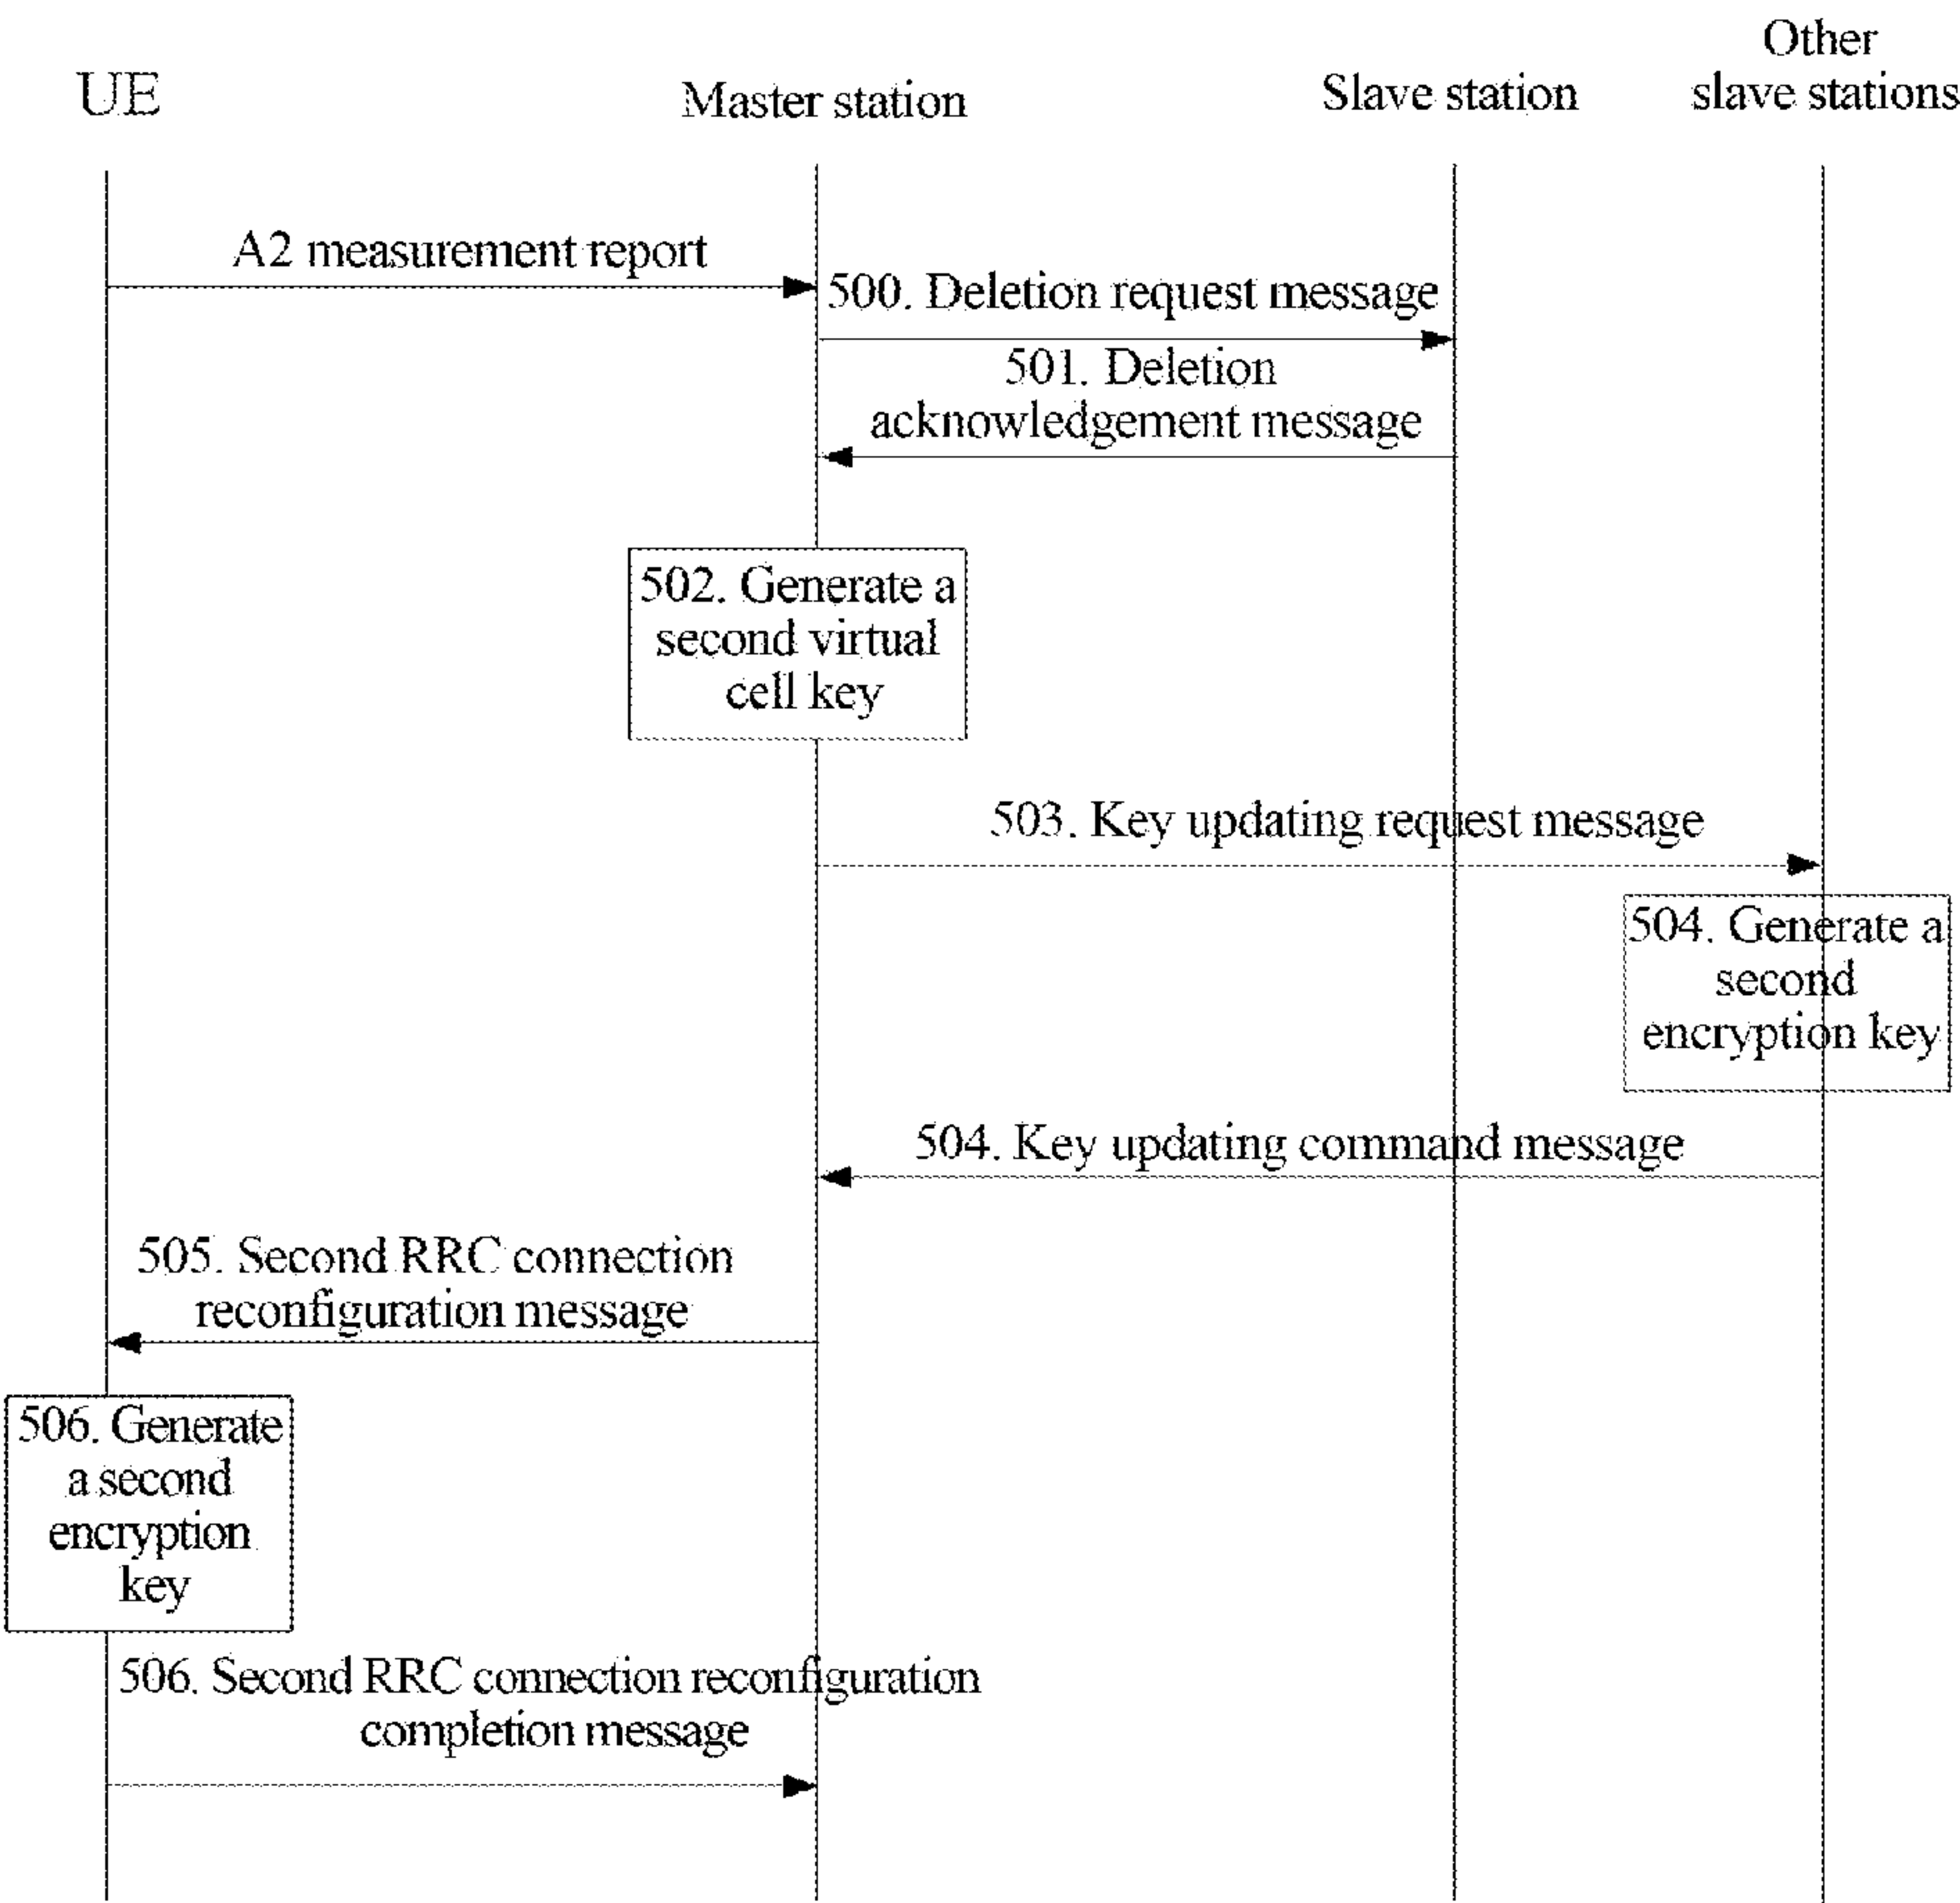 UE
Master station
Slave station
Other
slave stations
A2 measurement report
500. Deletion request message
501. Deletion
acknowledgement message
502. Generate a
second virtual
cell key
503. Key updating request message
504. Generate a
second
encryption key
504. Key updating command message
505. Second RRC connection
reconfiguration message
506. Generate
a second
encryption
key
506. Second RRC connection reconfiguration
completion message